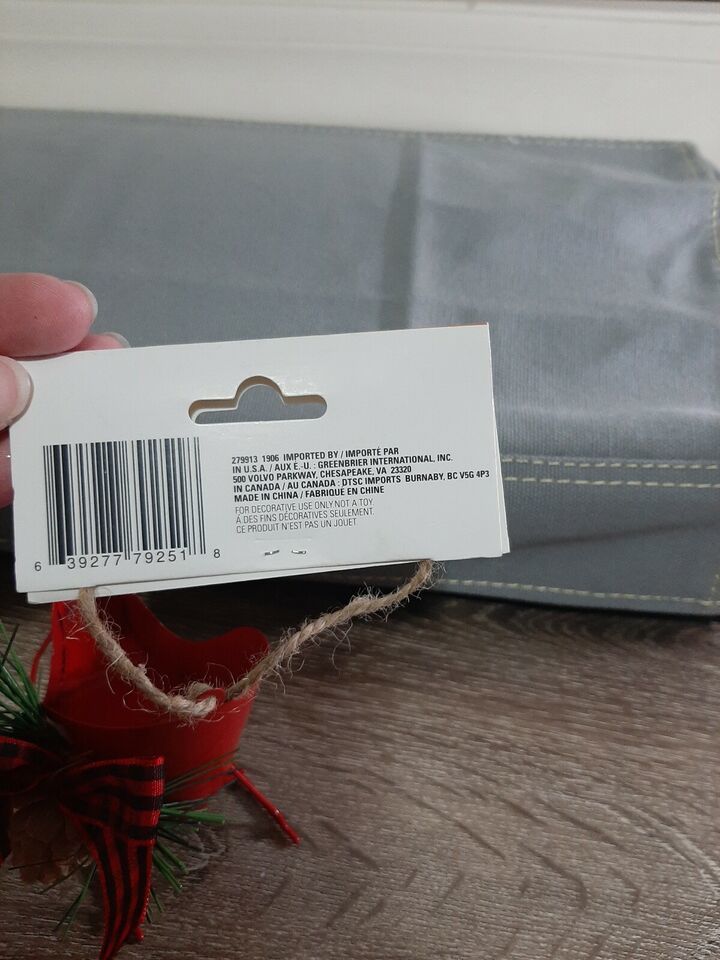 279913 1906 IMPORTED BY / IMPORTÉ PAR
IN U.S.A. / AUX E.-U. : GREENBRIER INTERNATIONAL, INC.
500 VOLVO PARKWAY, CHESAPEAKE, VA 23320
IN CANADA / AU CANADA : DTSC IMPORTS BURNABY, BC V5G 4P3
MADE IN CHINA / FABRIQUE EN CHINE
FOR DECORATIVE USE ONLY NOT A TOY.
À DES FINS DÉCORATIVES SEULEMENT.
CE PRODUIT N'EST PAS UN JOUET
6 39277 79251 8